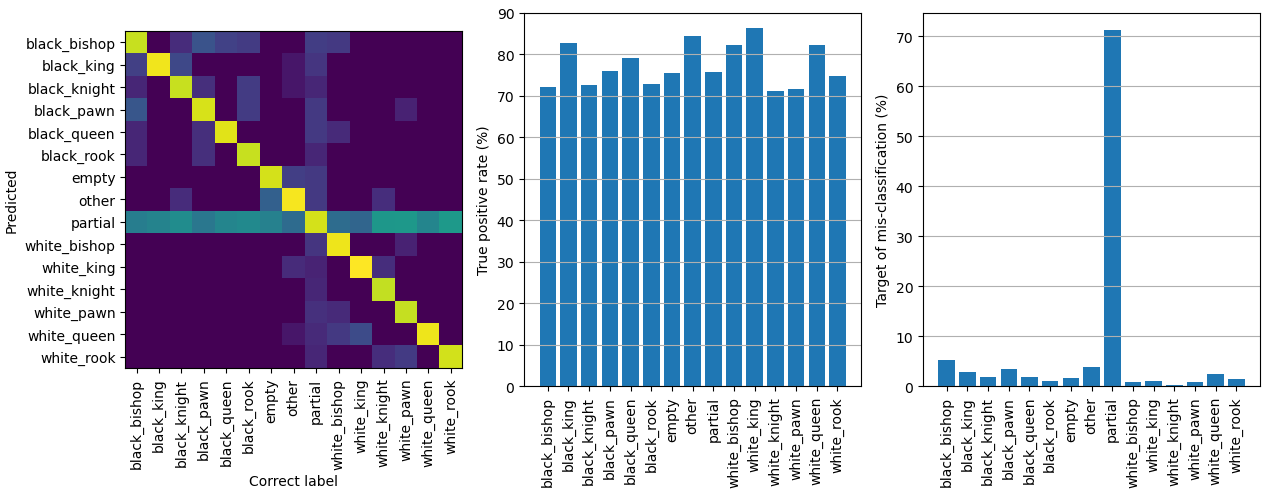 black_bishop
black_king
black_knight
black_pawn
black_queen
black_rook
empty
other
partial
white_bishop
white_king
white_knight
white_pawn
white_queen
white_rook
Predicted
black_bishop
black_king
black_knight
black_pawn
black_queen
black_rook
empty
other
partial
white_bishop
white_king
white_knight
white_pawn
white_queen
white_rook
Correct label
90
80
70
60
50
40
30
20
10
0
True positive rate (%)
black_bishop
black_king
black_knight
black_pawn
black_queen
black_rook
empty
other
partial
white_bishop
white_king
white_knight
white_pawn
white_queen
white_rook
70
60
50
40
30
20
10
0
Target of mis-classification (%)
black_bishop
black_king
black_knight
black_pawn
black_queen
black_rook
empty
other
partial
white_bishop
white_king
white_knight
white_pawn
white_queen
white_rook